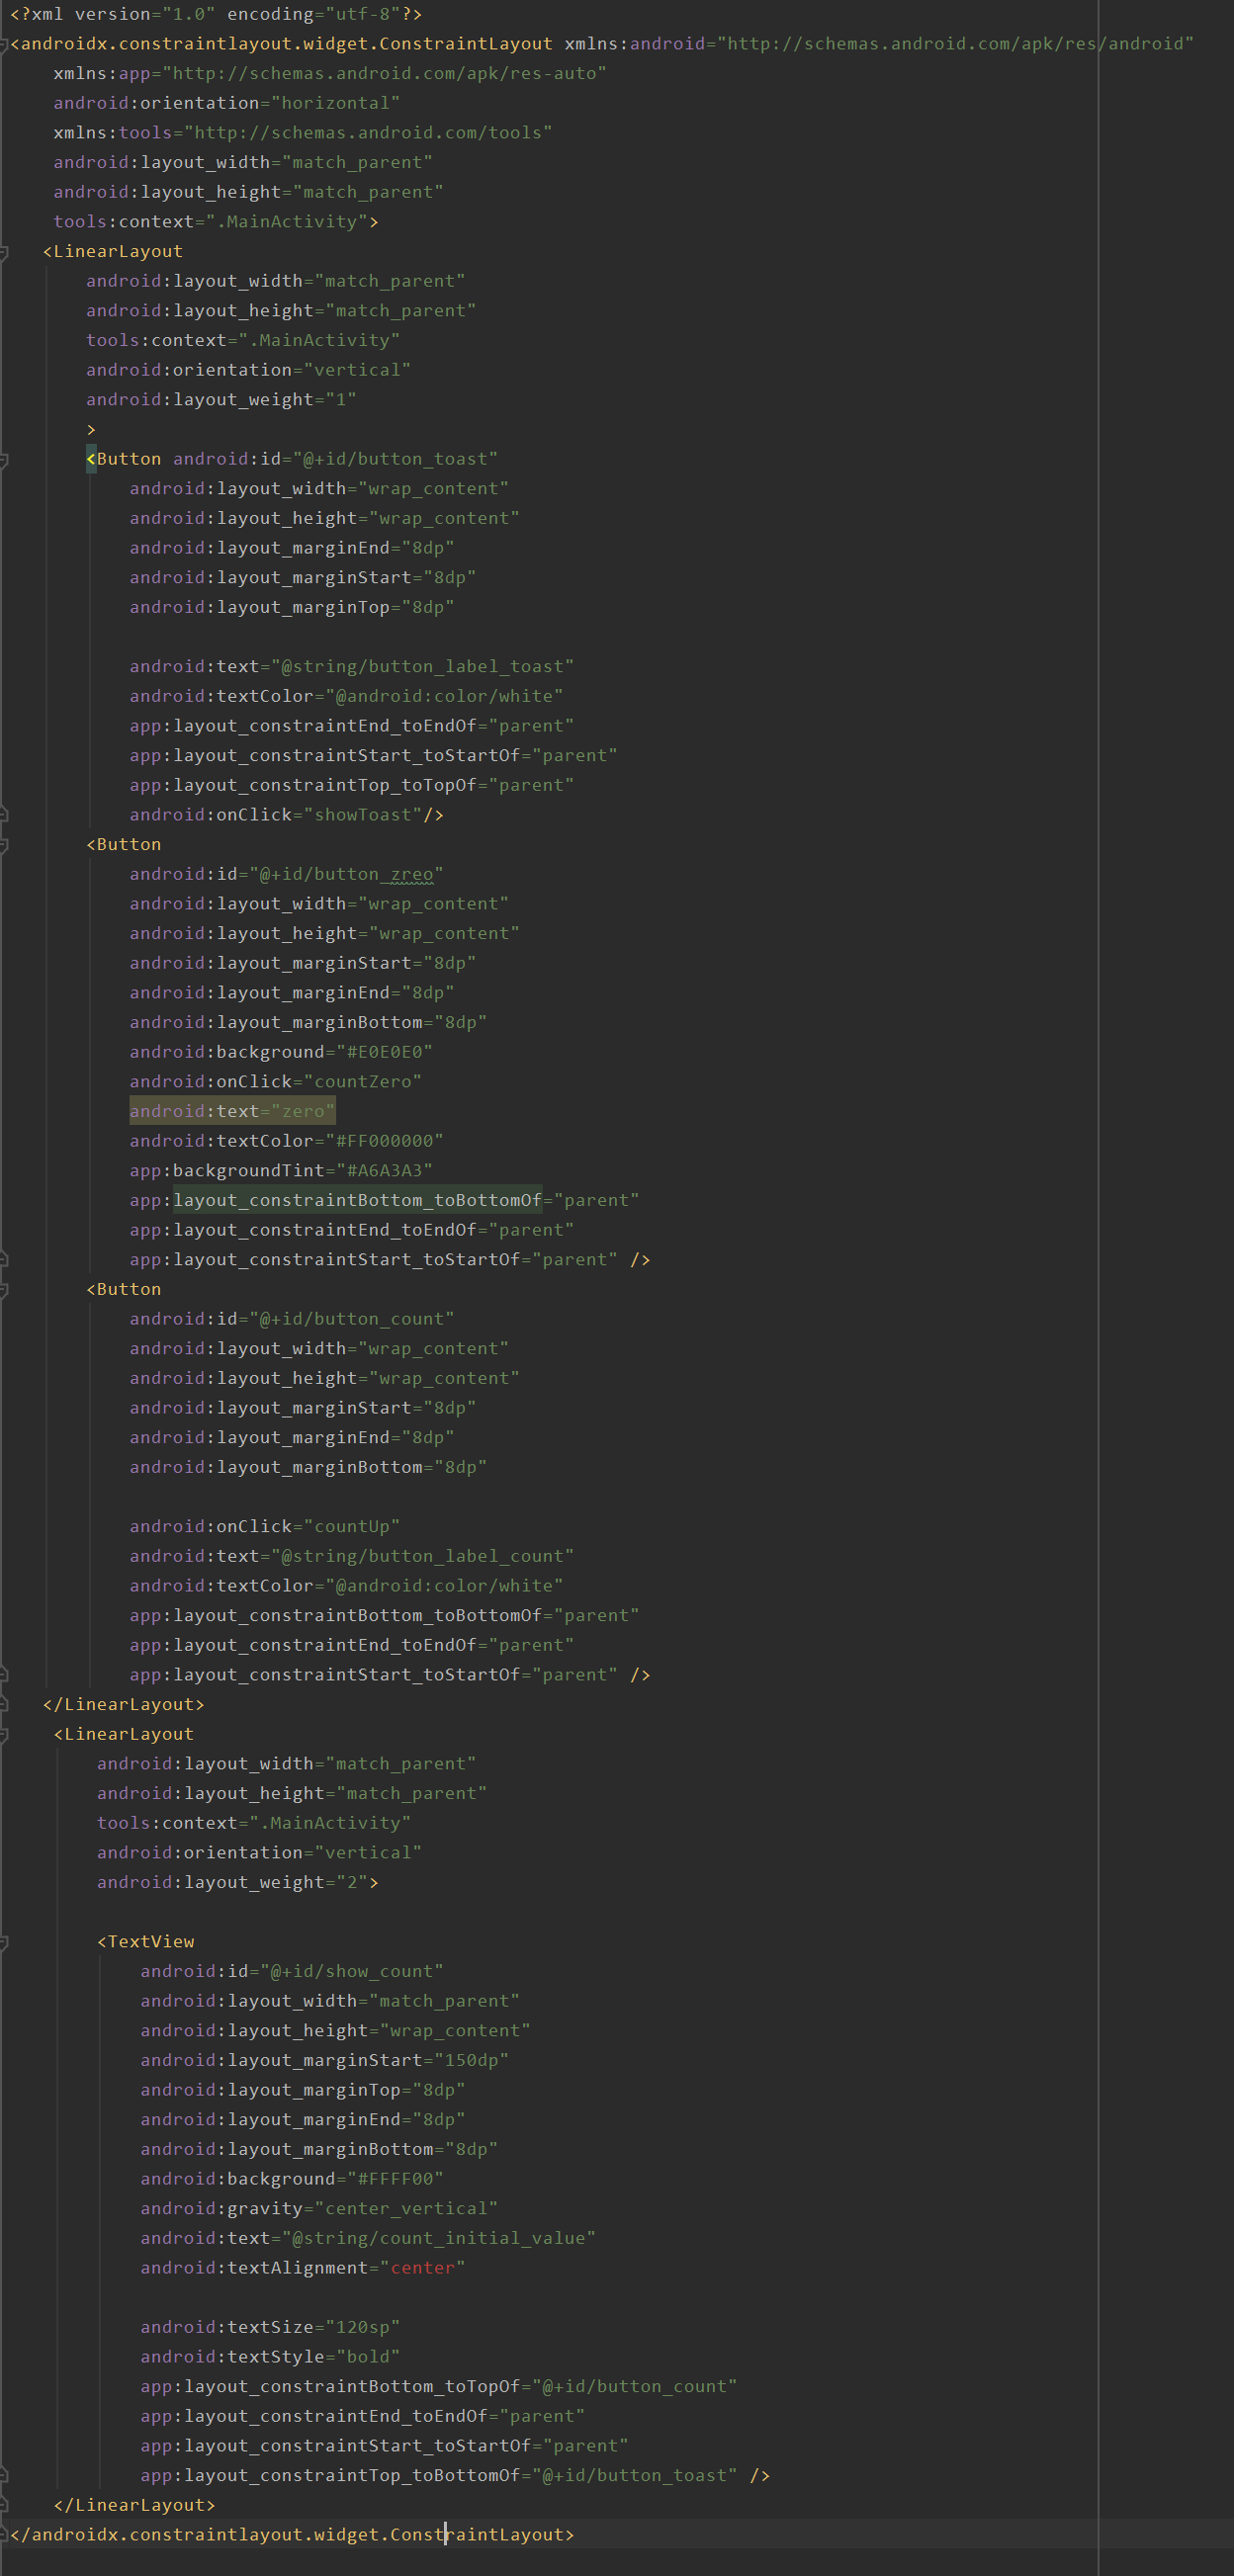 <?xml version="1.0" encoding="utf-8"?>
<androidx.constraintlayout.widget.ConstraintLayout xmlns:android="http://schemas.android.com/apk/res/android"
    xmlns:app="http://schemas.android.com/apk/res-auto"
    android:orientation="horizontal"
    xmlns:tools="http://schemas.android.com/tools"
    android:layout_width="match_parent"
    android:layout_height="match_parent"
    tools:context=".MainActivity">
   <LinearLayout
       android:layout_width="match_parent"
       android:layout_height="match_parent"
       tools:context=".MainActivity"
       android:orientation="vertical"
       android:layout_weight="1"
       >
       <Button android:id="@+id/button_toast"
           android:layout_width="wrap_content"
           android:layout_height="wrap_content"
           android:layout_marginEnd="8dp"
           android:layout_marginStart="8dp"
           android:layout_marginTop="8dp"

           android:text="@string/button_label_toast"
           android:textColor="@android:color/white"
           app:layout_constraintEnd_toEndOf="parent"
           app:layout_constraintStart_toStartOf="parent"
           app:layout_constraintTop_toTopOf="parent"
           android:onClick="showToast"/>
       <Button
           android:id="@+id/button_zreo"
           android:layout_width="wrap_content"
           android:layout_height="wrap_content"
           android:layout_marginStart="8dp"
           android:layout_marginEnd="8dp"
           android:layout_marginBottom="8dp"
           android:background="#E0E0E0"
           android:onClick="countZero"
           android:text="zero"
           android:textColor="#FF000000"
           app:backgroundTint="#A6A3A3"
           app:layout_constraintBottom_toBottomOf="parent"
           app:layout_constraintEnd_toEndOf="parent"
           app:layout_constraintStart_toStartOf="parent" />
       <Button
           android:id="@+id/button_count"
           android:layout_width="wrap_content"
           android:layout_height="wrap_content"
           android:layout_marginStart="8dp"
           android:layout_marginEnd="8dp"
           android:layout_marginBottom="8dp"

           android:onClick="countUp"
           android:text="@string/button_label_count"
           android:textColor="@android:color/white"
           app:layout_constraintBottom_toBottomOf="parent"
           app:layout_constraintEnd_toEndOf="parent"
           app:layout_constraintStart_toStartOf="parent" />
   </LinearLayout>
    <LinearLayout
        android:layout_width="match_parent"
        android:layout_height="match_parent"
        tools:context=".MainActivity"
        android:orientation="vertical"
        android:layout_weight="2">

        <TextView
            android:id="@+id/show_count"
            android:layout_width="match_parent"
            android:layout_height="wrap_content"
            android:layout_marginStart="150dp"
            android:layout_marginTop="8dp"
            android:layout_marginEnd="8dp"
            android:layout_marginBottom="8dp"
            android:background="#FFFF00"
            android:gravity="center_vertical"
            android:text="@string/count_initial_value"
            android:textAlignment="center"

            android:textSize="120sp"
            android:textStyle="bold"
            app:layout_constraintBottom_toTopOf="@+id/button_count"
            app:layout_constraintEnd_toEndOf="parent"
            app:layout_constraintStart_toStartOf="parent"
            app:layout_constraintTop_toBottomOf="@+id/button_toast" />
    </LinearLayout>
</androidx.constraintlayout.widget.ConstraintLayout>